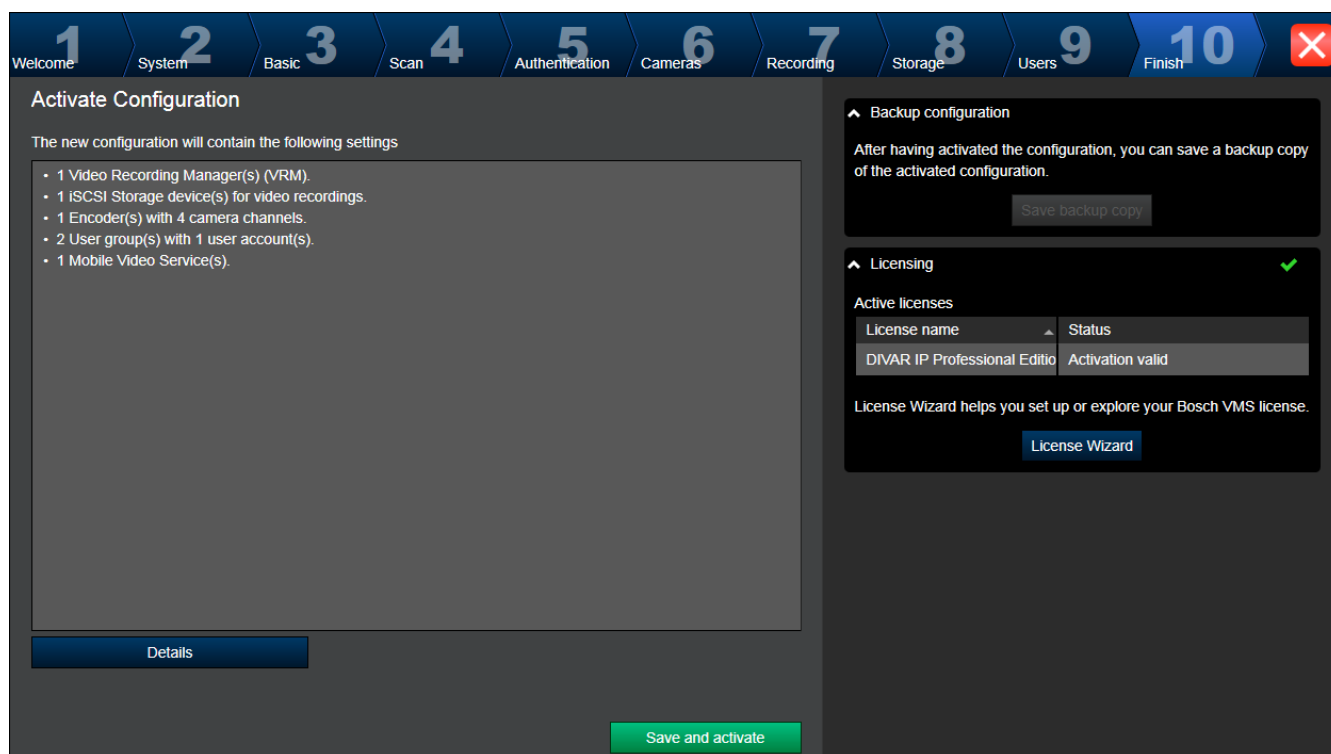 1 Welcome
2 System
3 Basic
4 Scan
5 Authentication
6 Cameras
7 Recording
8 Storage
9 Users
10 Finish
Activate Configuration
The new configuration will contain the following settings
• 1 Video Recording Manager(s) (VRM).
• 1 iSCSI Storage device(s) for video recordings.
• 1 Encoder(s) with 4 camera channels.
• 2 User group(s) with 1 user account(s).
• 1 Mobile Video Service(s).
Details
Save and activate
Backup configuration
After having activated the configuration, you can save a backup copy
of the activated configuration.
Save backup copy
Licensing
Active licenses
License name Status
DIVAR IP Professional Editio Activation valid
License Wizard helps you set up or explore your Bosch VMS license.
License Wizard